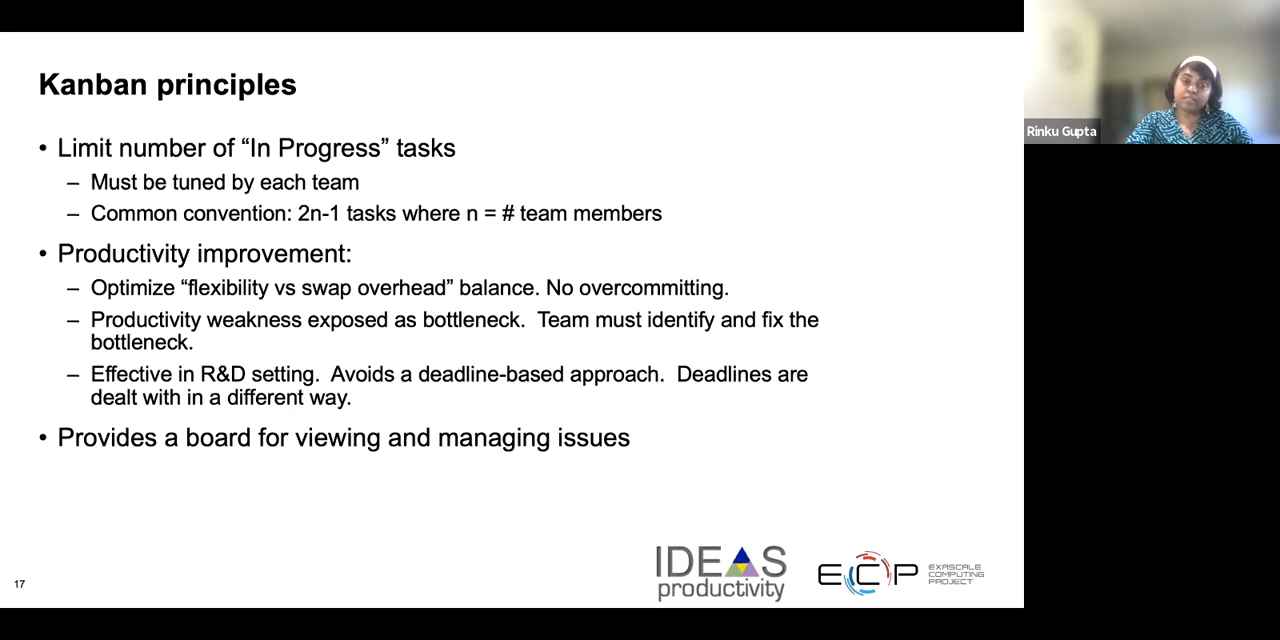 Kanban principles
• Limit number of “In Progress” tasks
– Must be tuned by each team
– Common convention: 2n-1 tasks where n = # team members
• Productivity improvement:
– Optimize “flexibility vs swap overhead” balance. No overcommitting.
– Productivity weakness exposed as bottleneck. Team must identify and fix the
bottleneck.
– Effective in R&D setting. Avoids a deadline-based approach. Deadlines are
dealt with in a different way.
• Provides a board for viewing and managing issues
17
IDEAS
productivity
ECP
EXASCALE
COMPUTING
PROJECT
Rinku Gupta